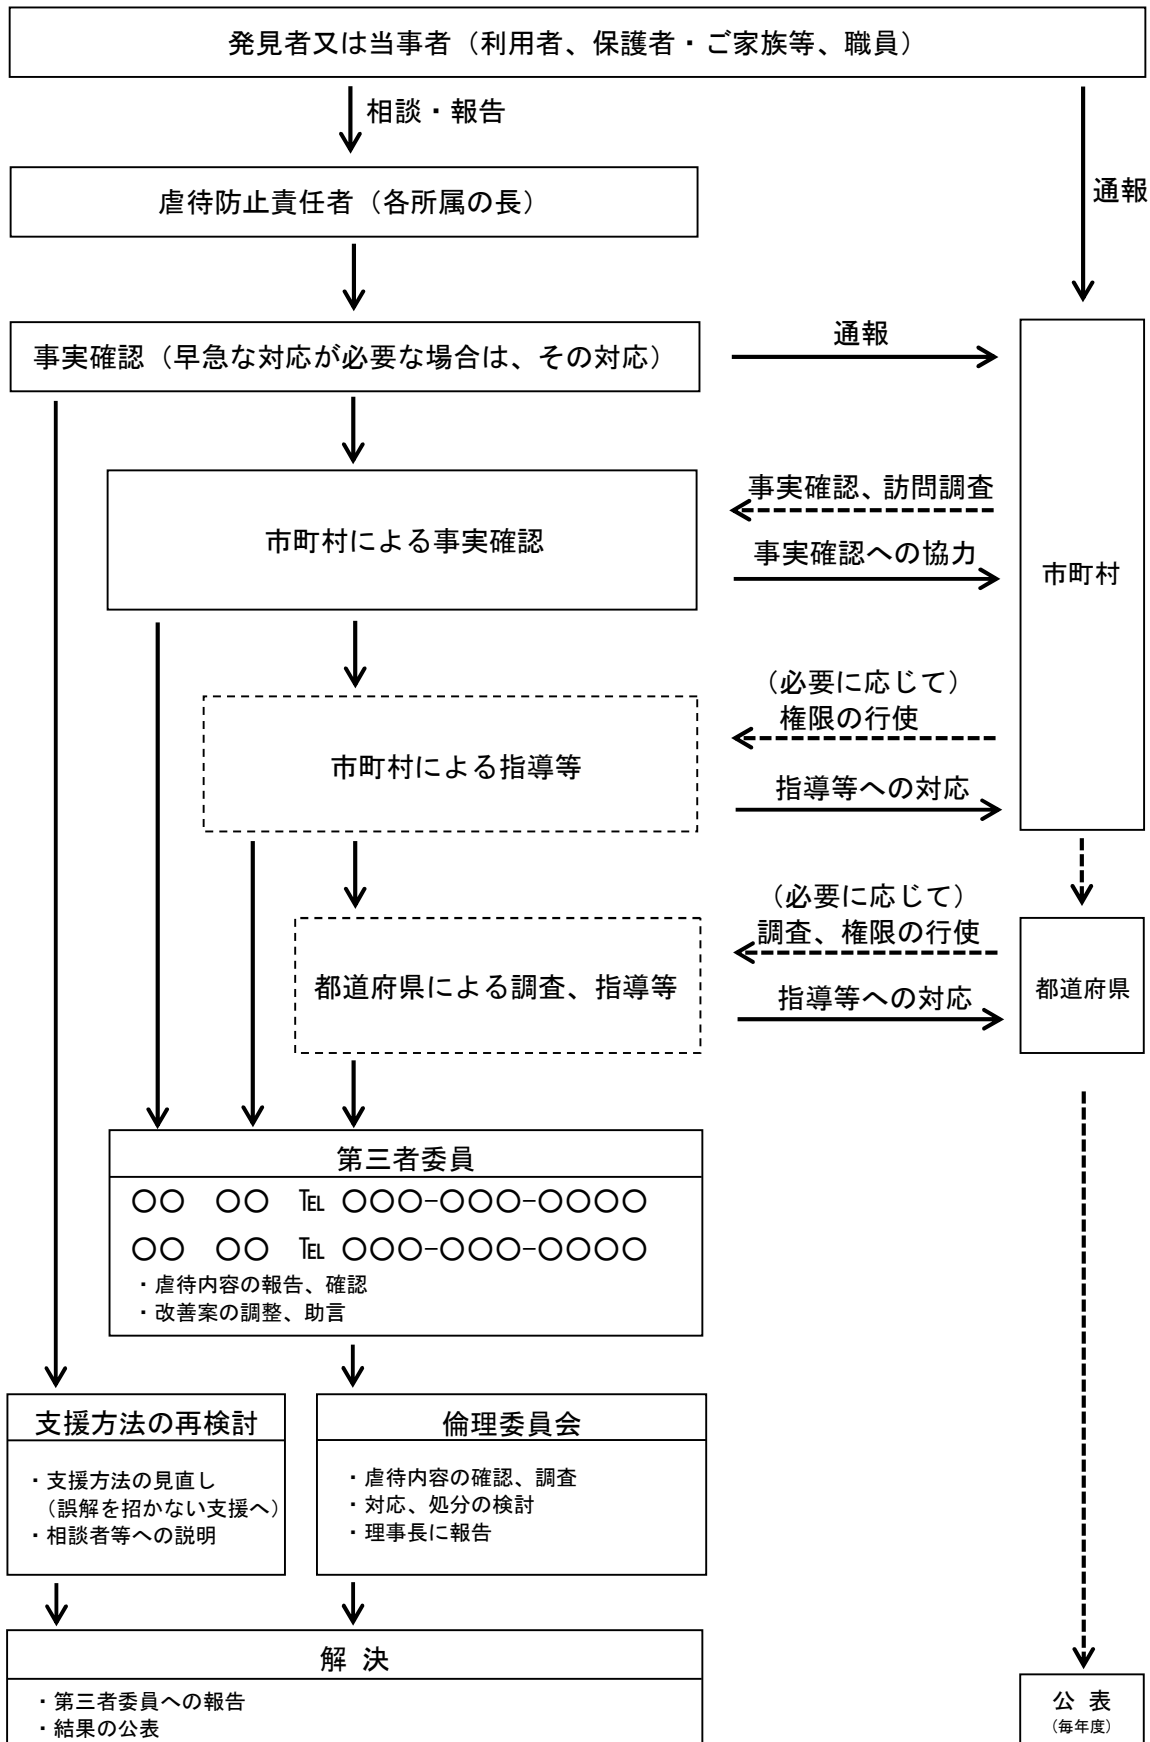 発見者又は当事者（利用者、保護者・ご家族等、職員）
相談・報告
通報
虐待防止責任者（各所属の長）
事実確認（早急な対応が必要な場合は、その対応）
通報
市町村による事実確認
事実確認、訪問調査
事実確認への協力
市町村
市町村による指導等
（必要に応じて）
権限の行使
指導等への対応
都道府県による調査、指導等
（必要に応じて）
調査、権限の行使
指導等への対応
都道府県
第三者委員
○○　○○　℡ ○○○-○○○-○○○○
○○　○○　℡ ○○○-○○○-○○○○
・虐待内容の報告、確認
・改善案の調整、助言
支援方法の再検討
・支援方法の見直し
（誤解を招かない支援へ）
・相談者等への説明
倫理委員会
・虐待内容の確認、調査
・対応、処分の検討
・理事長に報告
解 決
・第三者委員への報告
・結果の公表
公 表
（毎年度）